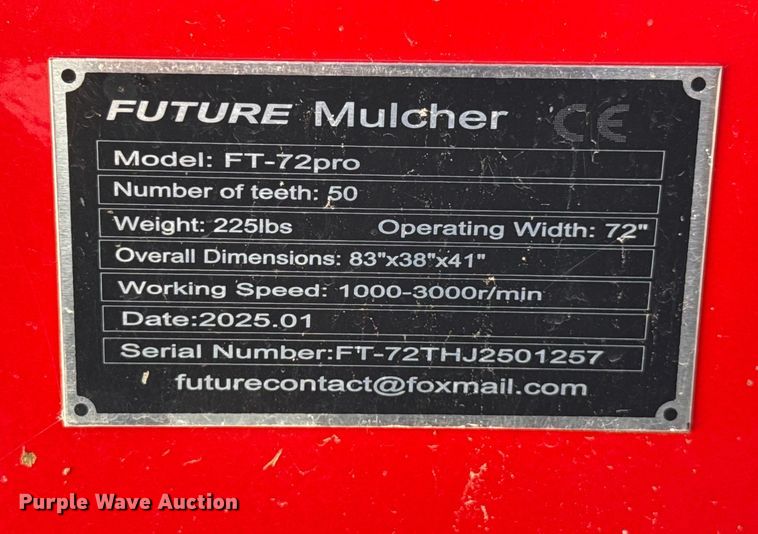 FUTURE Mulcher CE
Model: FT-72pro
Number of teeth: 50
Weight: 225lbs Operating Width: 72"
Overall Dimensions: 83"x38"x41"
Working Speed: 1000-3000r/min
Date:2025.01
Serial Number:FT-72THJ2501257
futurecontact@foxmail.com
Purple Wave Auction